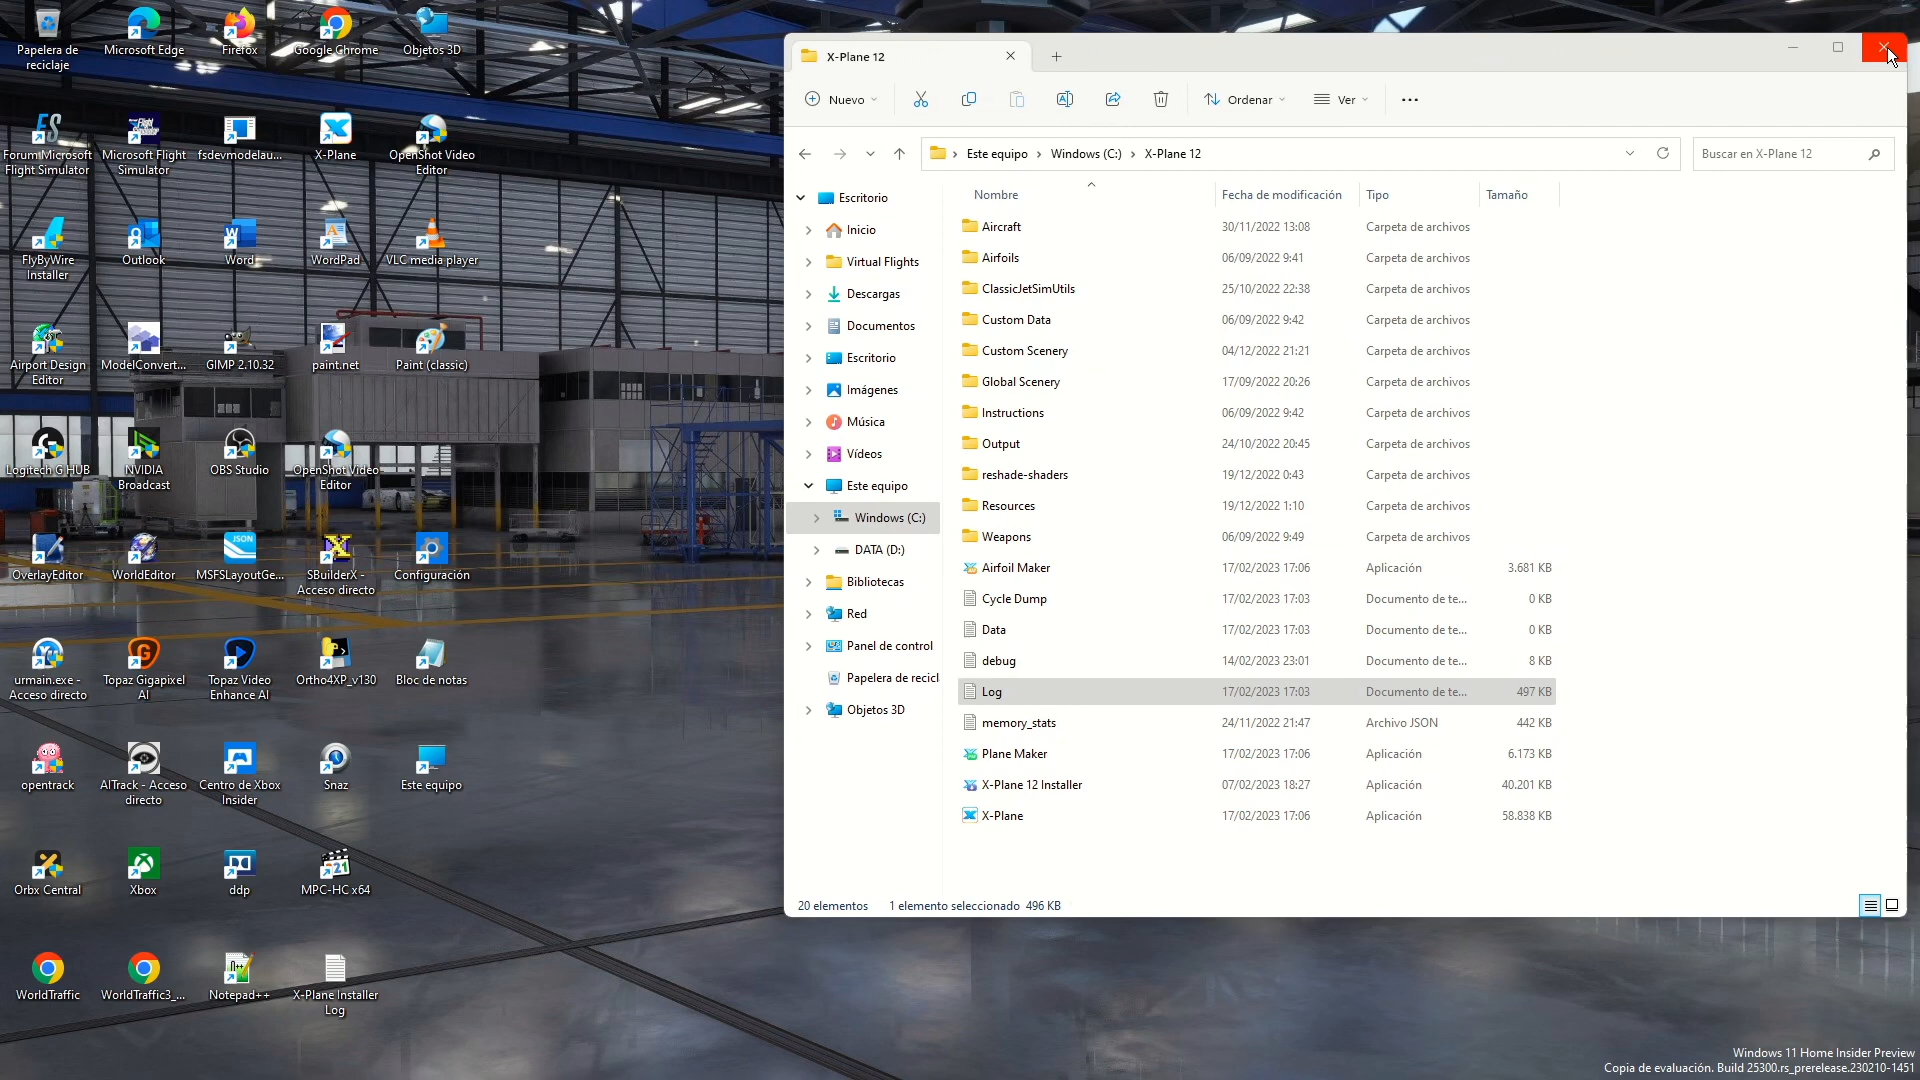 Papelera de
reciclaje
Microsoft Edge
Firefox
Google Chrome
Objetos 3D
Forum Microsoft
Flight Simulator
Microsoft Flight
Simulator
fsdevmodelau...
X-Plane
OpenShot Video
Editor
FlyByWire
Installer
Outlook
Word
WordPad
VLC media player
Airport Design
Editor
ModelConvert...
GIMP 2.10.32
paint.net
Paint (classic)
Logitech G HUB
NVIDIA
Broadcast
OBS Studio
OpenShot Video
Editor
OverlayEditor
WorldEditor
JSON
MSFSLayoutGe...
SBuilderX -
Acceso directo
Configuración
urmain.exe -
Acceso directo
Topaz Gigapixel
AI
Topaz Video
Enhance AI
Ortho4XP_v130
Bloc de notas
opentrack
AITrack - Acceso
directo
Centro de Xbox
Insider
Snaz
Este equipo
Orbx Central
Xbox
ddp
MPC-HC x64
WorldTraffic
WorldTraffic3_...
Notepad++
X-Plane Installer
Log
X-Plane 12
Nuevo
Ordenar
Ver
Este equipo > Windows (C:) > X-Plane 12
Buscar en X-Plane 12
Escritorio
Inicio
Virtual Flights
Descargas
Documentos
Escritorio
Imágenes
Música
Vídeos
Este equipo
Windows (C:)
DATA (D:)
Bibliotecas
Red
Panel de control
Papelera de recicl
Objetos 3D
Nombre Fecha de modificación Tipo Tamaño
Aircraft 30/11/2022 13:08 Carpeta de archivos
Airfoils 06/09/2022 9:41 Carpeta de archivos
ClassicJetSimUtils 25/10/2022 22:38 Carpeta de archivos
Custom Data 06/09/2022 9:42 Carpeta de archivos
Custom Scenery 04/12/2022 21:21 Carpeta de archivos
Global Scenery 17/09/2022 20:26 Carpeta de archivos
Instructions 06/09/2022 9:42 Carpeta de archivos
Output 24/10/2022 20:45 Carpeta de archivos
reshade-shaders 19/12/2022 0:43 Carpeta de archivos
Resources 19/12/2022 1:10 Carpeta de archivos
Weapons 06/09/2022 9:49 Carpeta de archivos
Airfoil Maker 17/02/2023 17:06 Aplicación 3.681 KB
Cycle Dump 17/02/2023 17:03 Documento de te... 0 KB
Data 17/02/2023 17:03 Documento de te... 0 KB
debug 14/02/2023 23:01 Documento de te... 8 KB
Log 17/02/2023 17:03 Documento de te... 497 KB
memory_stats 24/11/2022 21:47 Archivo JSON 442 KB
Plane Maker 17/02/2023 17:06 Aplicación 6.173 KB
X-Plane 12 Installer 07/02/2023 18:27 Aplicación 40.201 KB
X-Plane 17/02/2023 17:06 Aplicación 58.838 KB
20 elementos 1 elemento seleccionado 496 KB
Windows 11 Home Insider Preview
Copia de evaluación. Build 25300.rs_prerelease.230210-1451